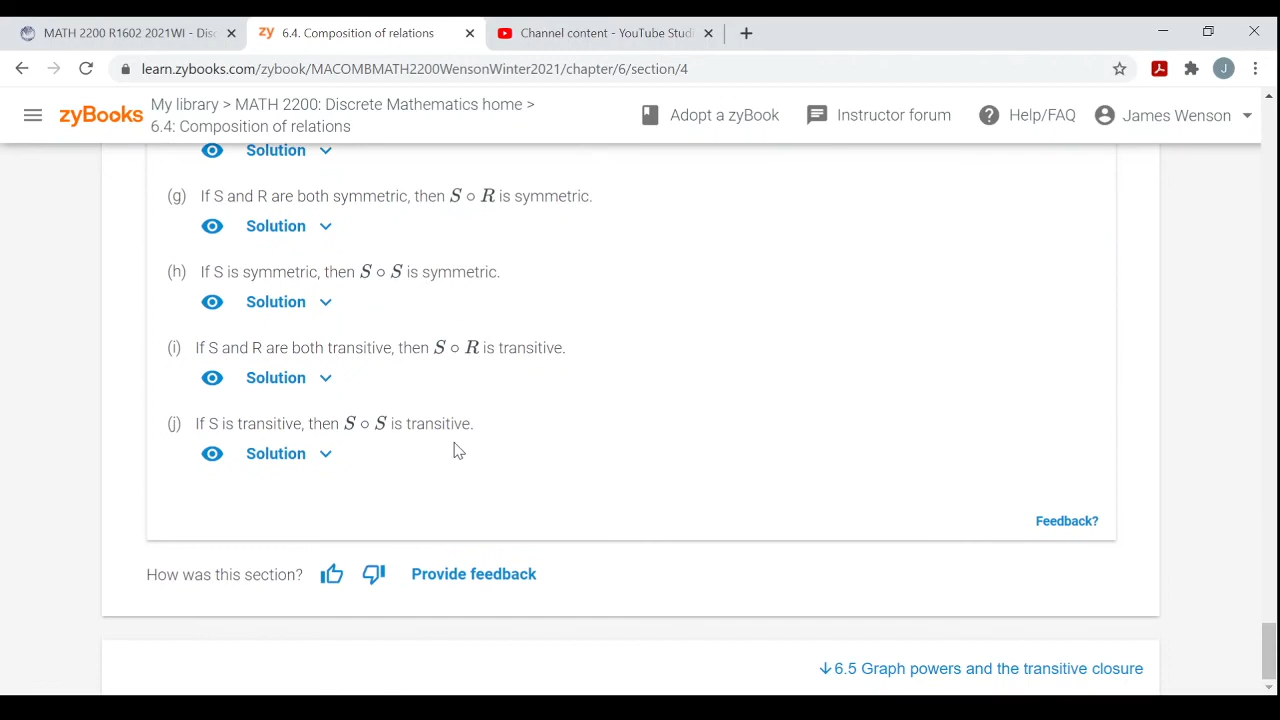 MATH 2200 R1602 2021WI - Disc
zy 6.4. Composition of relations
Channel content - YouTube Studi
learn.zybooks.com/zybook/MACOMBMATH2200WensonWinter2021/chapter/6/section/4
J
zyBooks
My library > MATH 2200: Discrete Mathematics home >
6.4: Composition of relations
Adopt a zyBook
Instructor forum
Help/FAQ
James Wenson
Solution
(g) If S and R are both symmetric, then S ∘ R is symmetric.
Solution
(h) If S is symmetric, then S ∘ S is symmetric.
Solution
(i) If S and R are both transitive, then S ∘ R is transitive.
Solution
(j) If S is transitive, then S ∘ S is transitive.
Solution
Feedback?
How was this section?
Provide feedback
↓6.5 Graph powers and the transitive closure